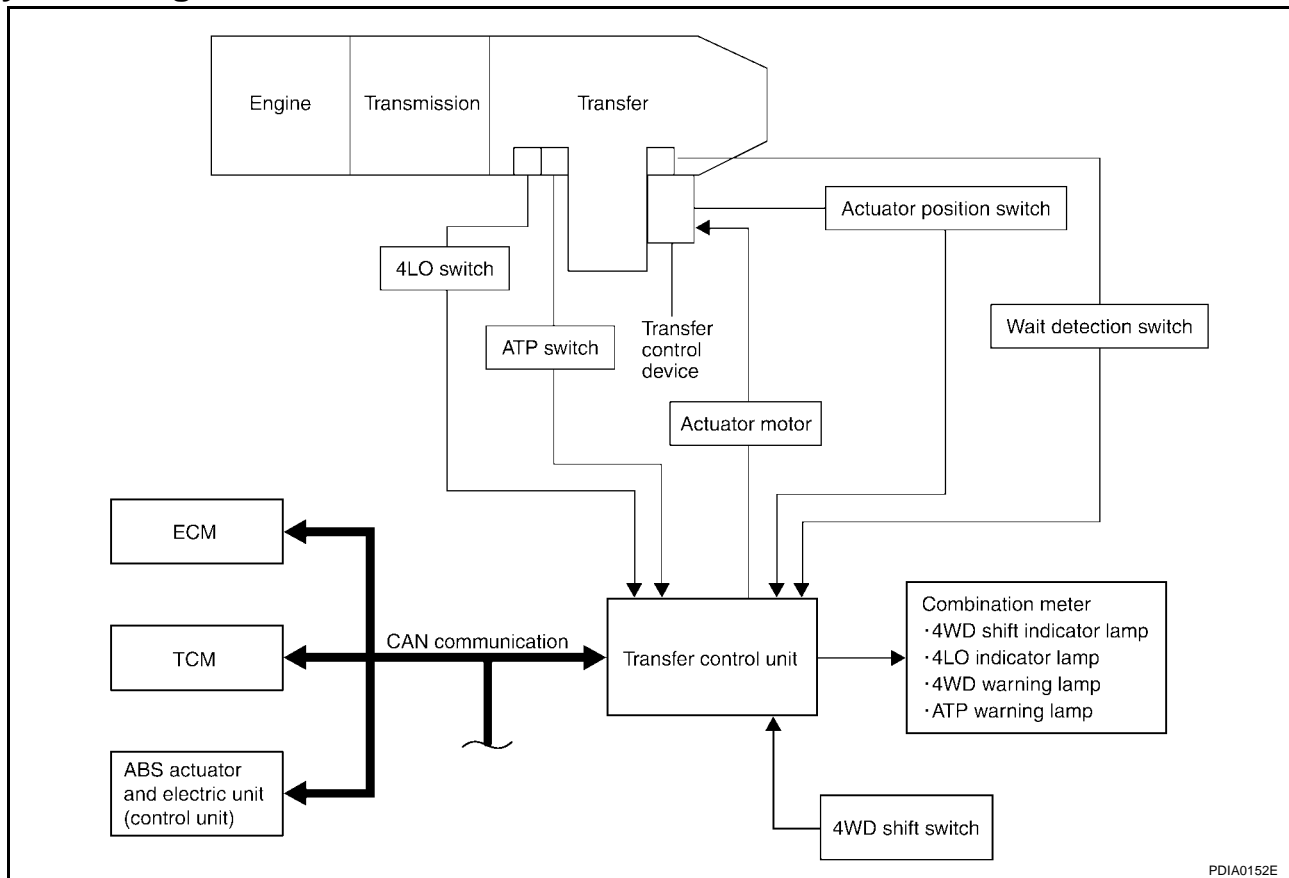 Engine
Transmission
Transfer
Actuator position switch
4LO switch
Wait detection switch
ATP switch
Transfer
control
device
Actuator motor
ECM
Combination meter
·4WD shift indicator lamp
·4LO indicator lamp
·4WD warning lamp
·ATP warning lamp
CAN communication
TCM
Transfer control unit
ABS actuator
and electric unit
(control unit)
4WD shift switch
PDIA0152E